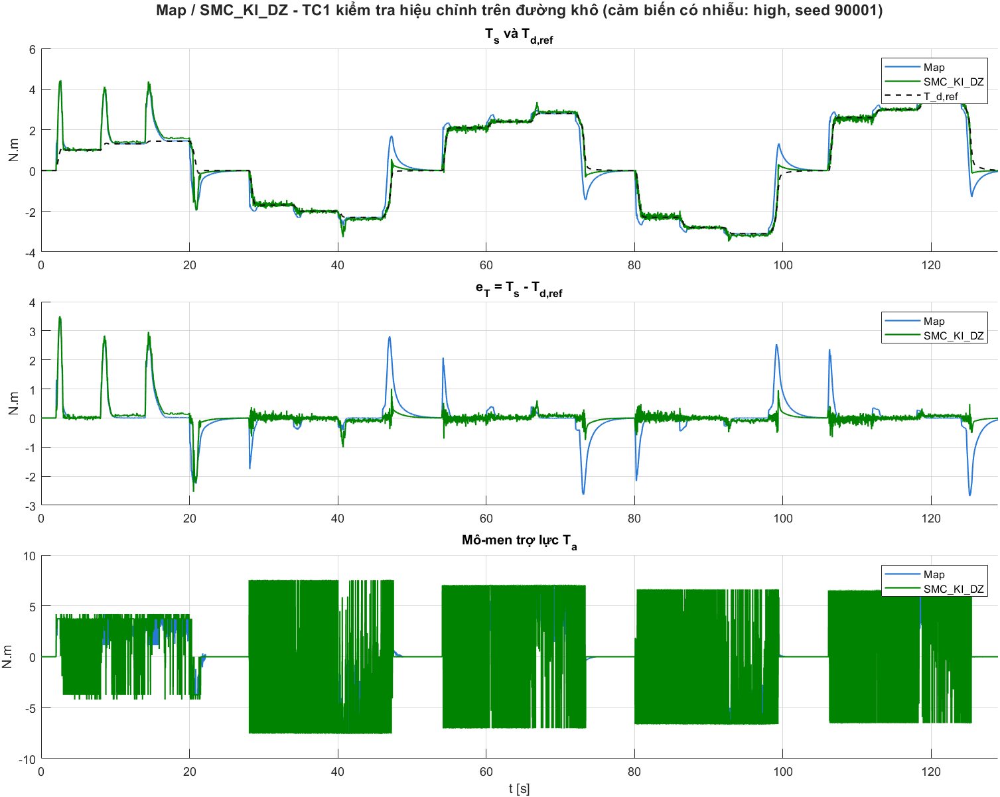 Map / SMC_KI_DZ - TC1 kiểm tra hiệu chỉnh trên đường khô (cảm biến có nhiễu: high, seed 90001)
T_s và T_d,ref
6
4
2
0
-2
-4
N.m
0 20 40 60 80 100 120
Map
SMC_KI_DZ
T_d,ref
e_T = T_s - T_d,ref
4
3
2
1
0
-1
-2
-3
N.m
0 20 40 60 80 100 120
Map
SMC_KI_DZ
Mô-men trợ lực T_a
10
5
0
-5
-10
N.m
0 20 40 60 80 100 120
Map
SMC_KI_DZ
t [s]